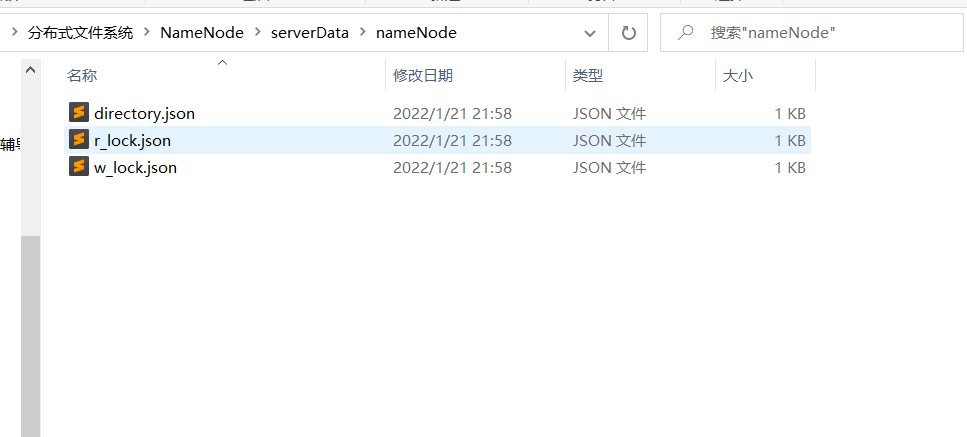 分布式文件系统 NameNode serverData nameNode 搜索"nameNode"
名称 修改日期 类型 大小
directory.json 2022/1/21 21:58 JSON 文件 1 KB
r_lock.json 2022/1/21 21:58 JSON 文件 1 KB
w_lock.json 2022/1/21 21:58 JSON 文件 1 KB